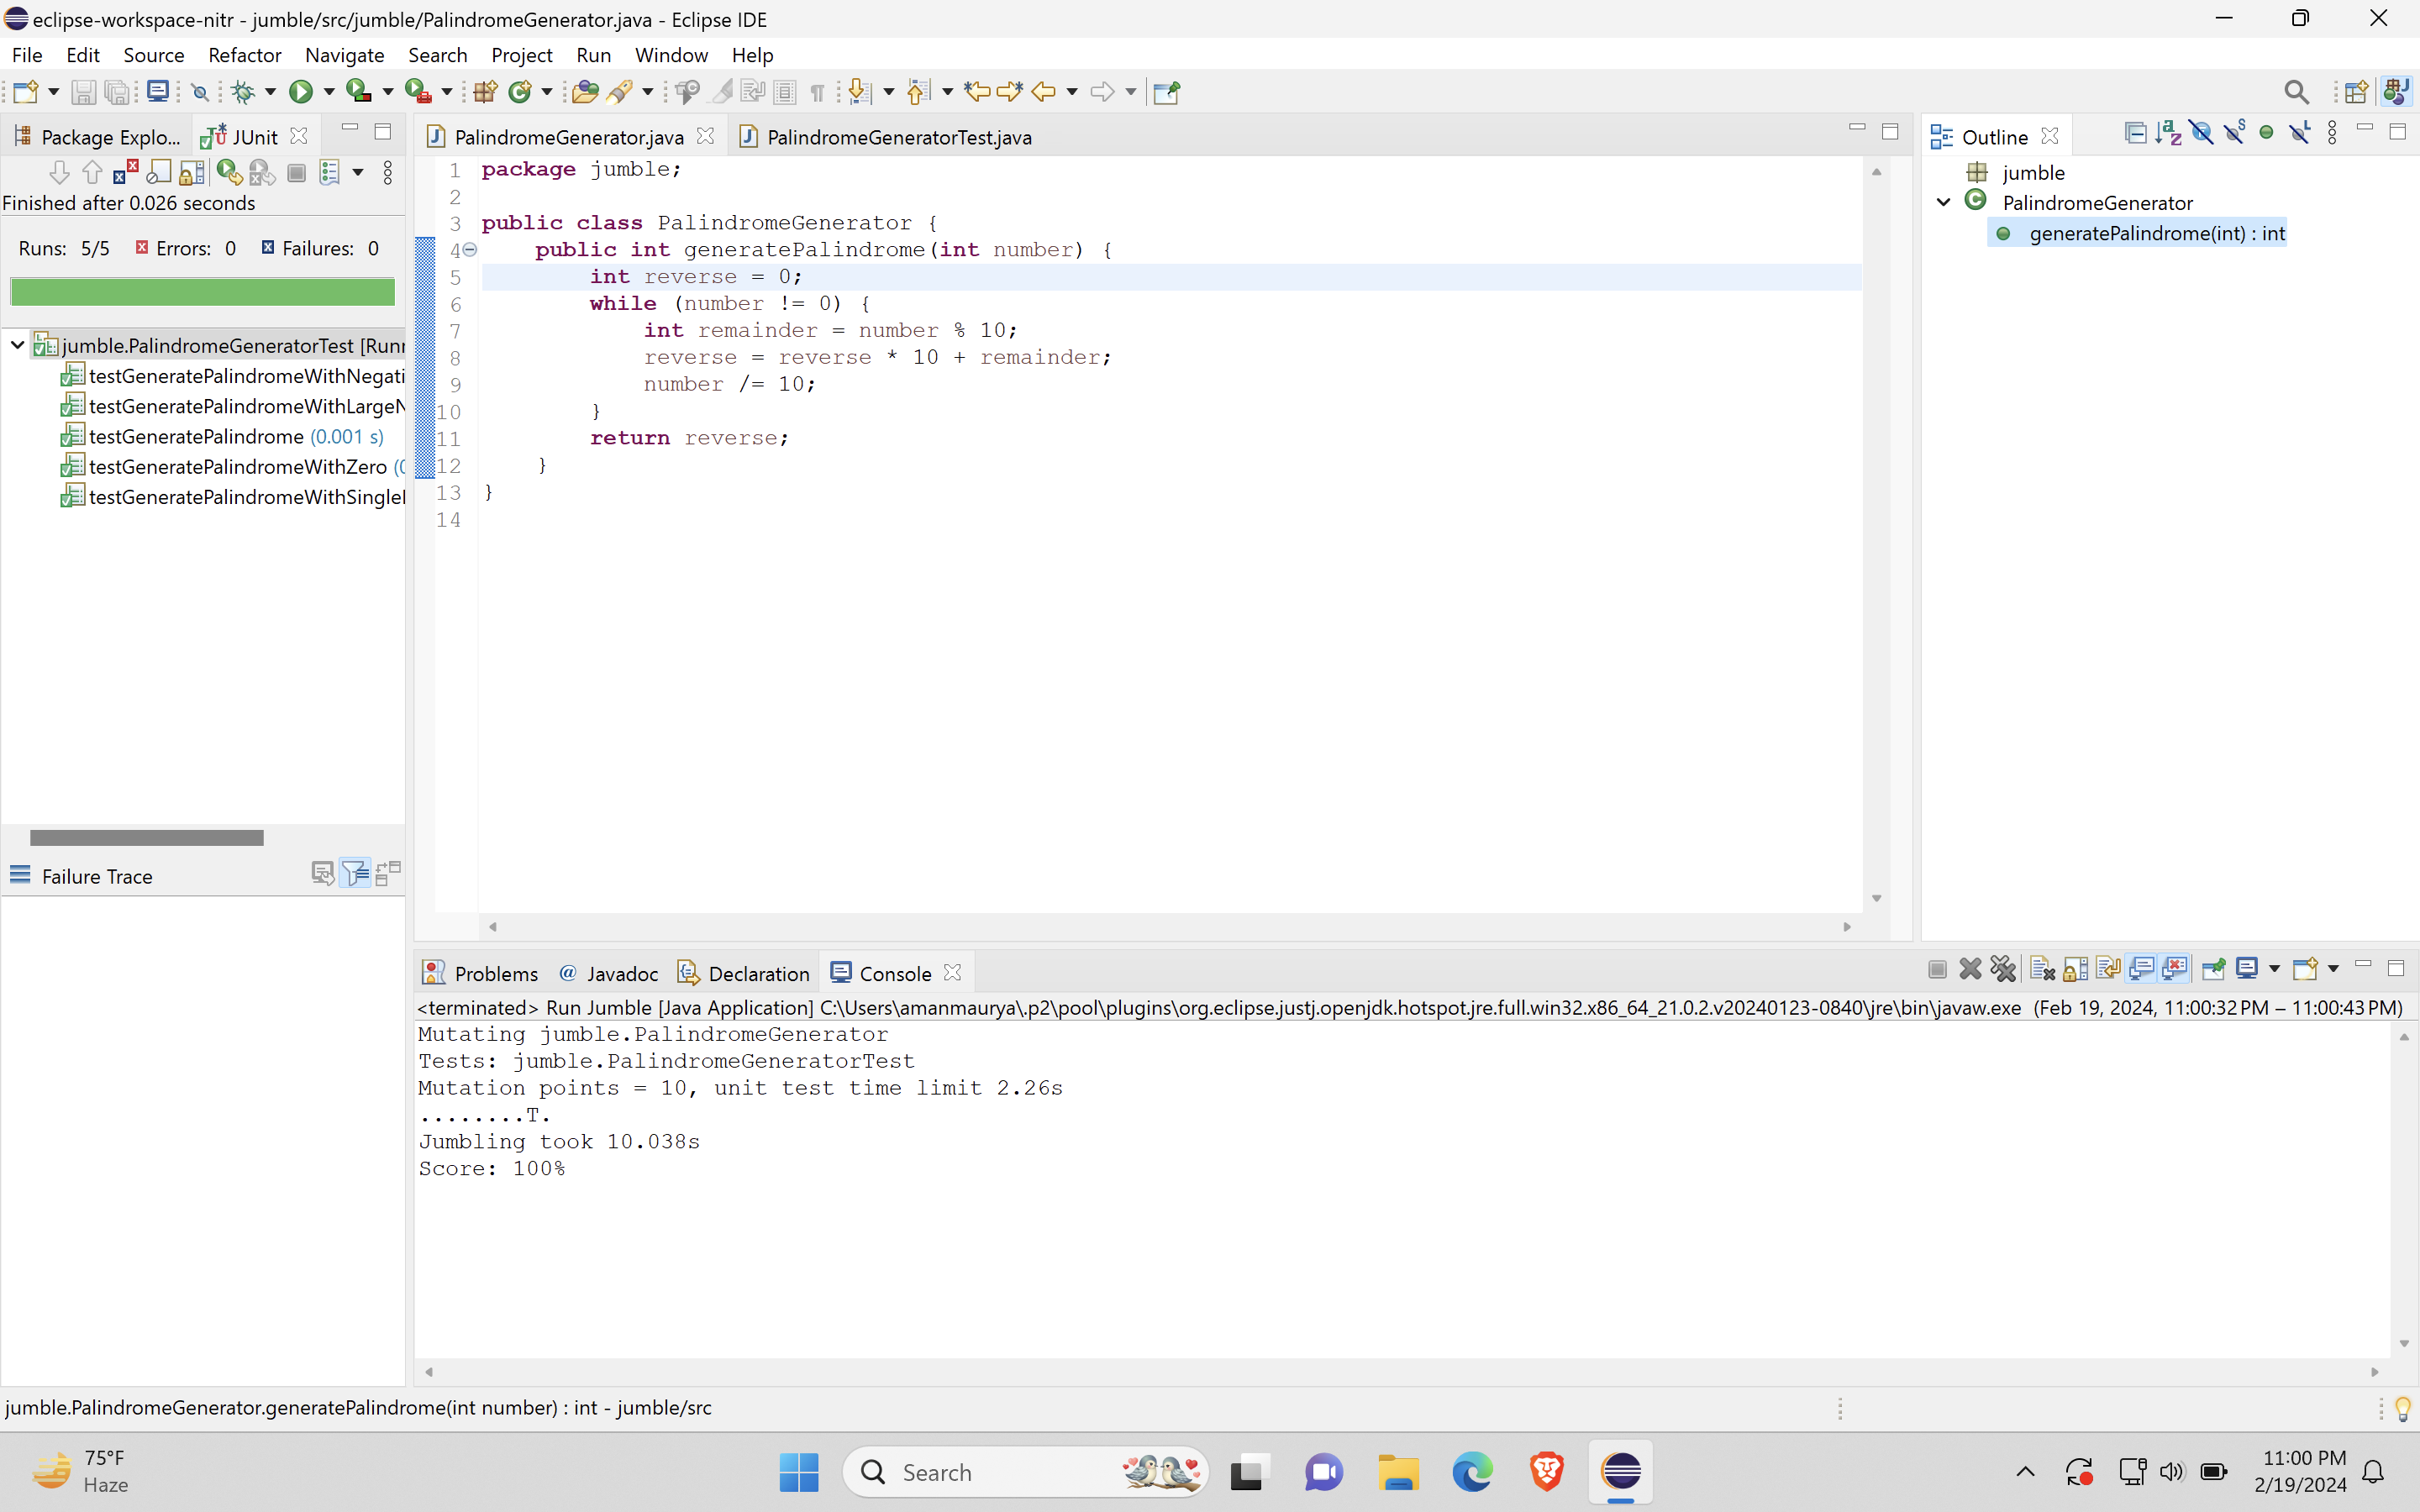 eclipse-workspace-nitr - jumble/src/jumble/PalindromeGenerator.java - Eclipse IDE
File Edit Source Refactor Navigate Search Project Run Window Help
Package Explo... JUnit
Finished after 0.026 seconds
Runs: 5/5 Errors: 0 Failures: 0
jumble.PalindromeGeneratorTest [Runr
testGeneratePalindromeWithNegati
testGeneratePalindromeWithLargeN
testGeneratePalindrome (0.001 s)
testGeneratePalindromeWithZero (0
testGeneratePalindromeWithSingle
Failure Trace
PalindromeGenerator.java PalindromeGeneratorTest.java
1 package jumble;
2
3 public class PalindromeGenerator {
4 public int generatePalindrome(int number) {
5 int reverse = 0;
6 while (number != 0) {
7 int remainder = number % 10;
8 reverse = reverse * 10 + remainder;
9 number /= 10;
10 }
11 return reverse;
12 }
13 }
14
Outline
jumble
PalindromeGenerator
generatePalindrome(int) : int
Problems @ Javadoc Declaration Console
<terminated> Run Jumble [Java Application] C:\Users\amanmaurya\.p2\pool\plugins\org.eclipse.justj.openjdk.hotspot.jre.full.win32.x86_64_21.0.2.v20240123-0840\jre\bin\javaw.exe (Feb 19, 2024, 11:00:32 PM – 11:00:43 PM)
Mutating jumble.PalindromeGenerator
Tests: jumble.PalindromeGeneratorTest
Mutation points = 10, unit test time limit 2.26s
........T.
Jumbling took 10.038s
Score: 100%
jumble.PalindromeGenerator.generatePalindrome(int number) : int - jumble/src
75°F
Haze
Search
11:00 PM
2/19/2024